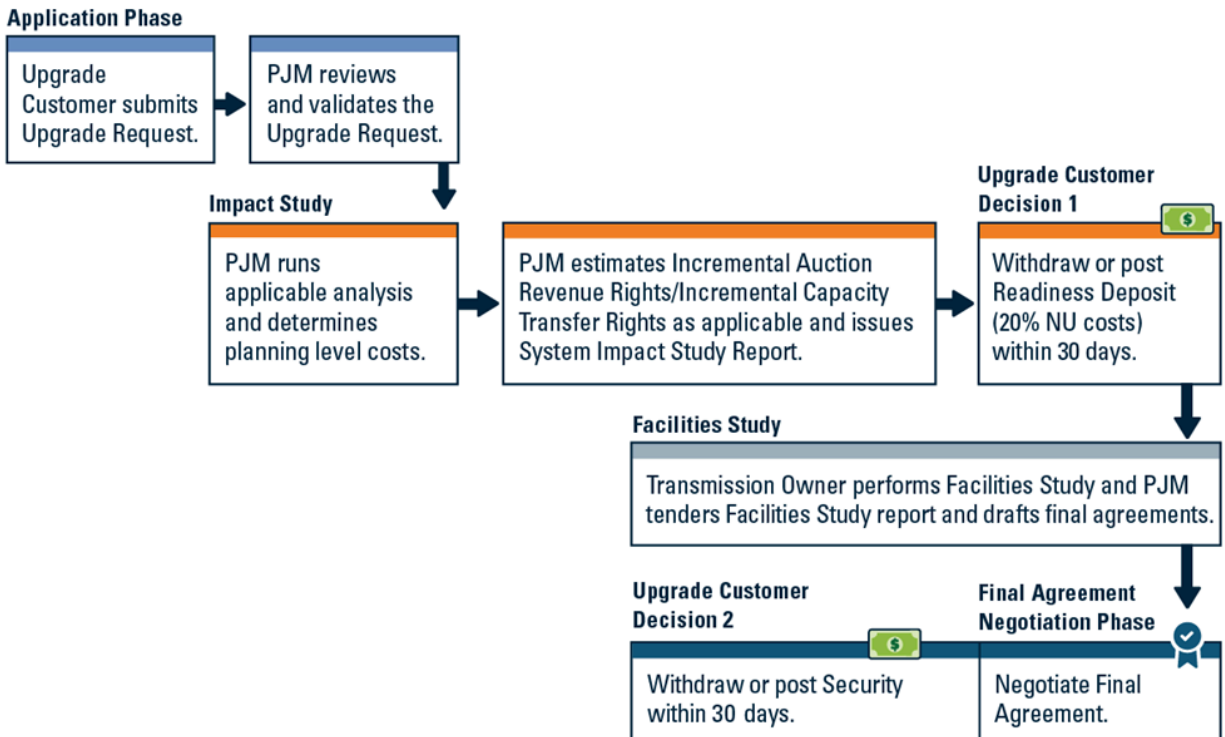 Application Phase
Upgrade
Customer submits
Upgrade Request.
PJM reviews
and validates the
Upgrade Request.
Impact Study
PJM runs
applicable analysis
and determines
planning level costs.
PJM estimates Incremental Auction
Revenue Rights/Incremental Capacity
Transfer Rights as applicable and issues
System Impact Study Report.
Upgrade Customer
Decision 1
$
Withdraw or post
Readiness Deposit
(20% NU costs)
within 30 days.
Facilities Study
Transmission Owner performs Facilities Study and PJM
tenders Facilities Study report and drafts final agreements.
Upgrade Customer
Decision 2
$
Withdraw or post Security
within 30 days.
Final Agreement
Negotiation Phase
Negotiate Final
Agreement.